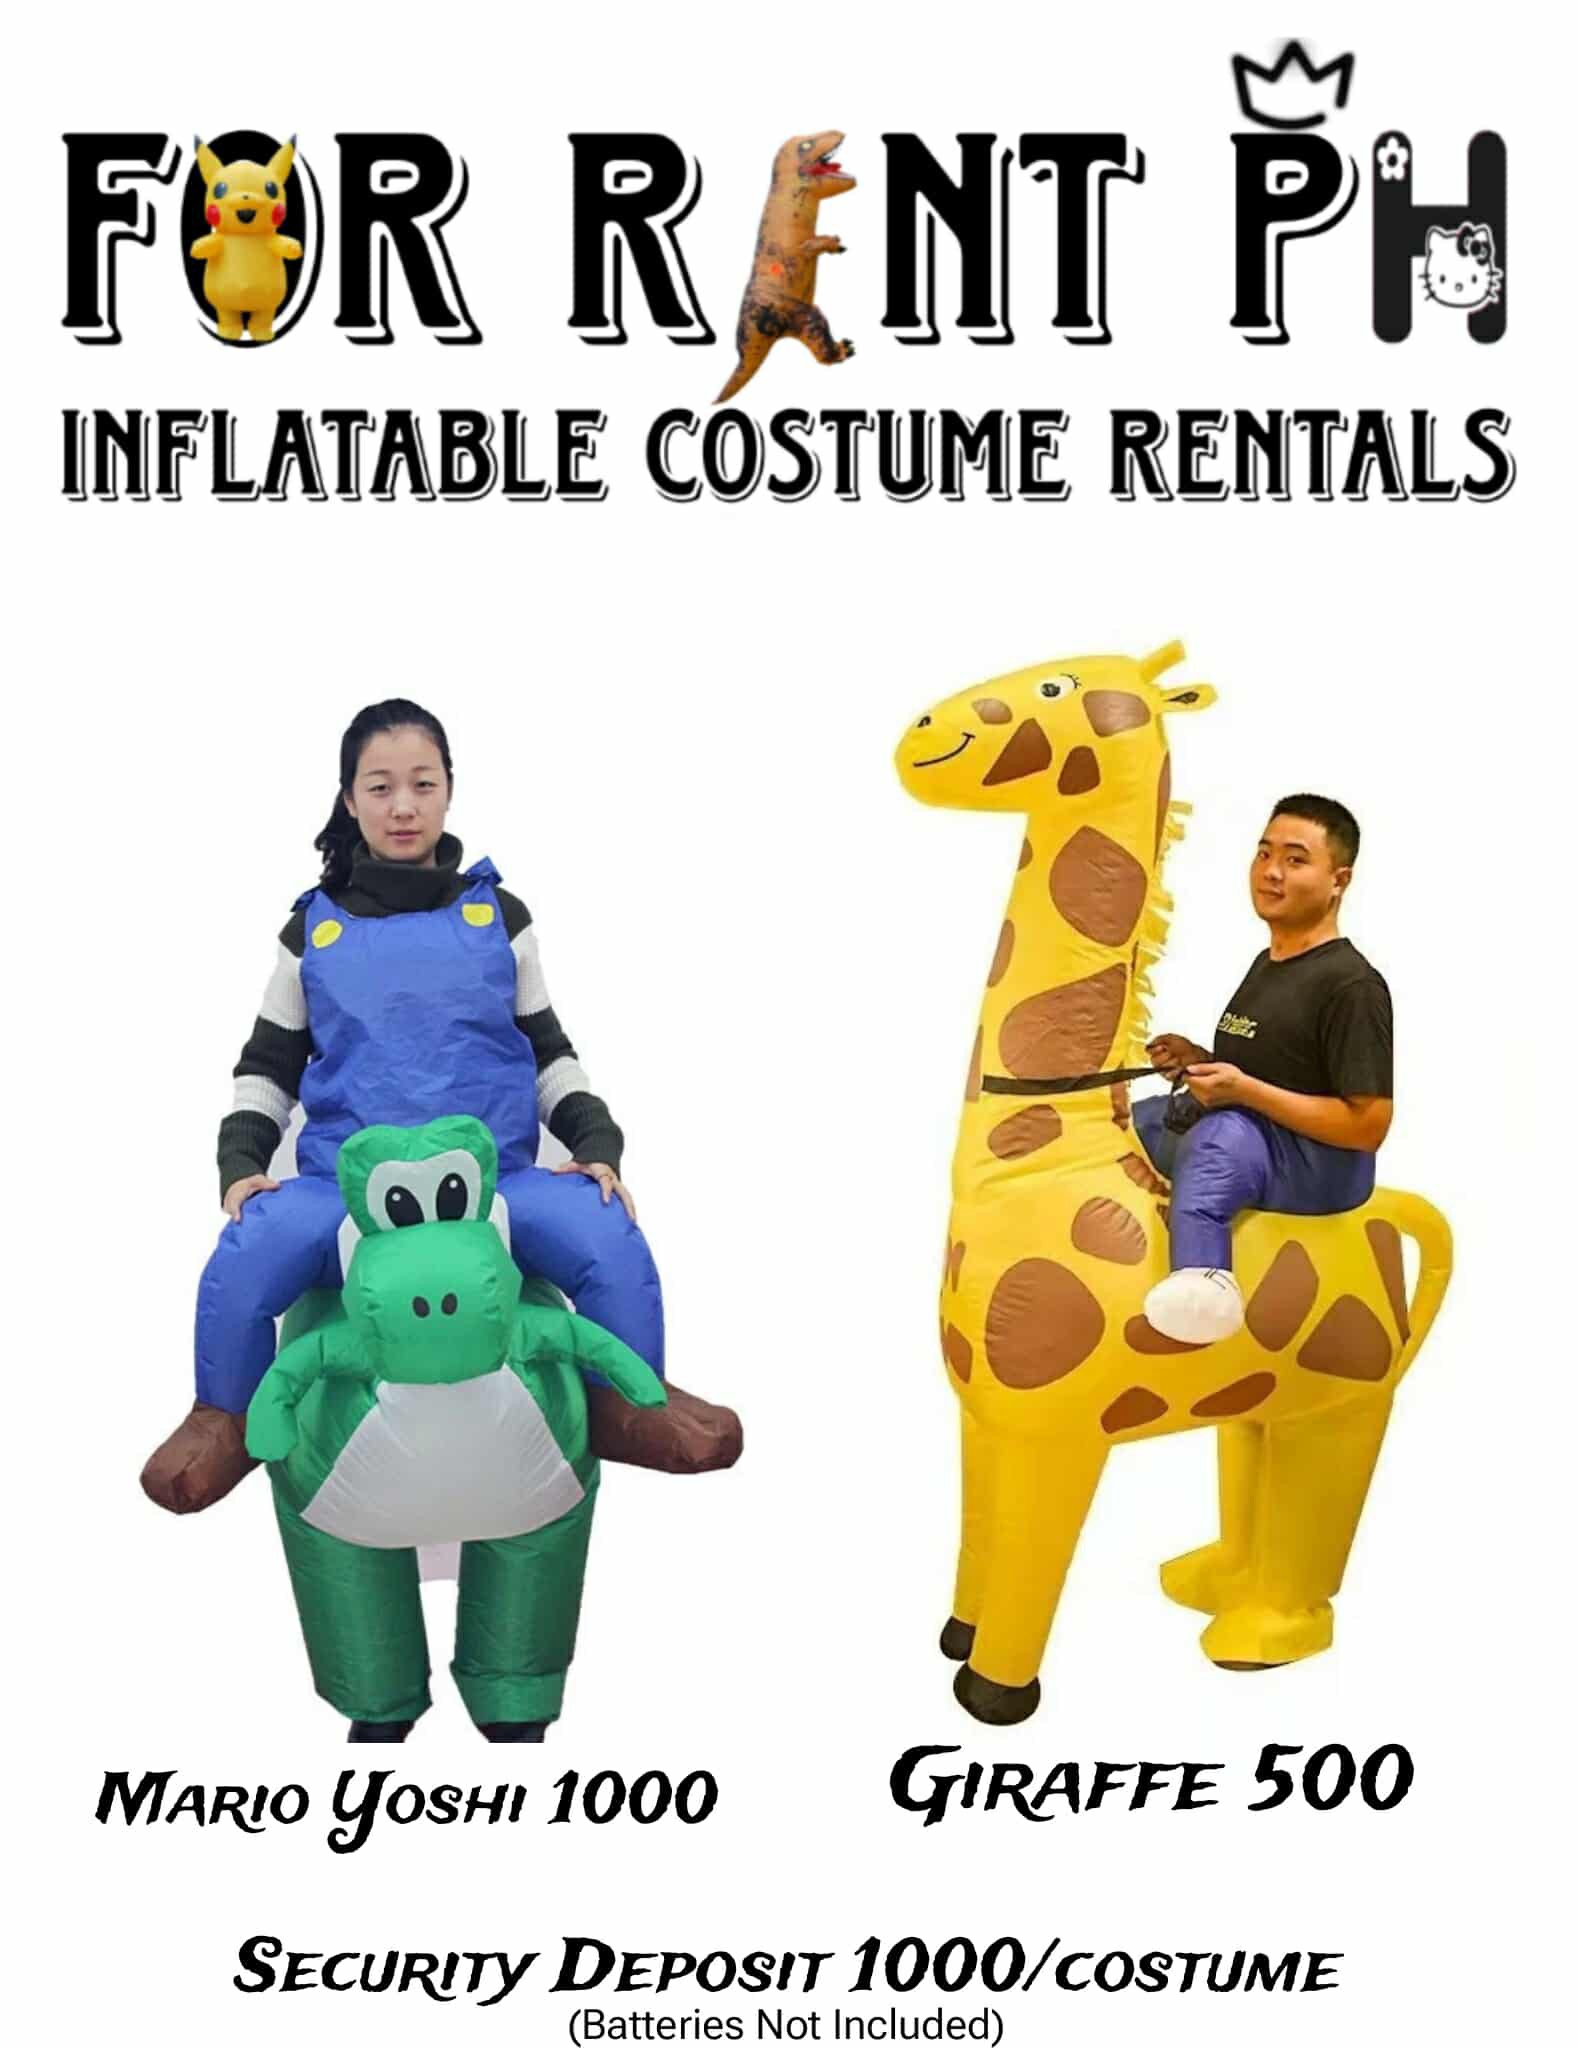 FOR RENT PH
INFLATABLE COSTUME RENTALS
MARIO YOSHI 1000
GIRAFFE 500
SECURITY DEPOSIT 1000/COSTUME
(Batteries Not Included)